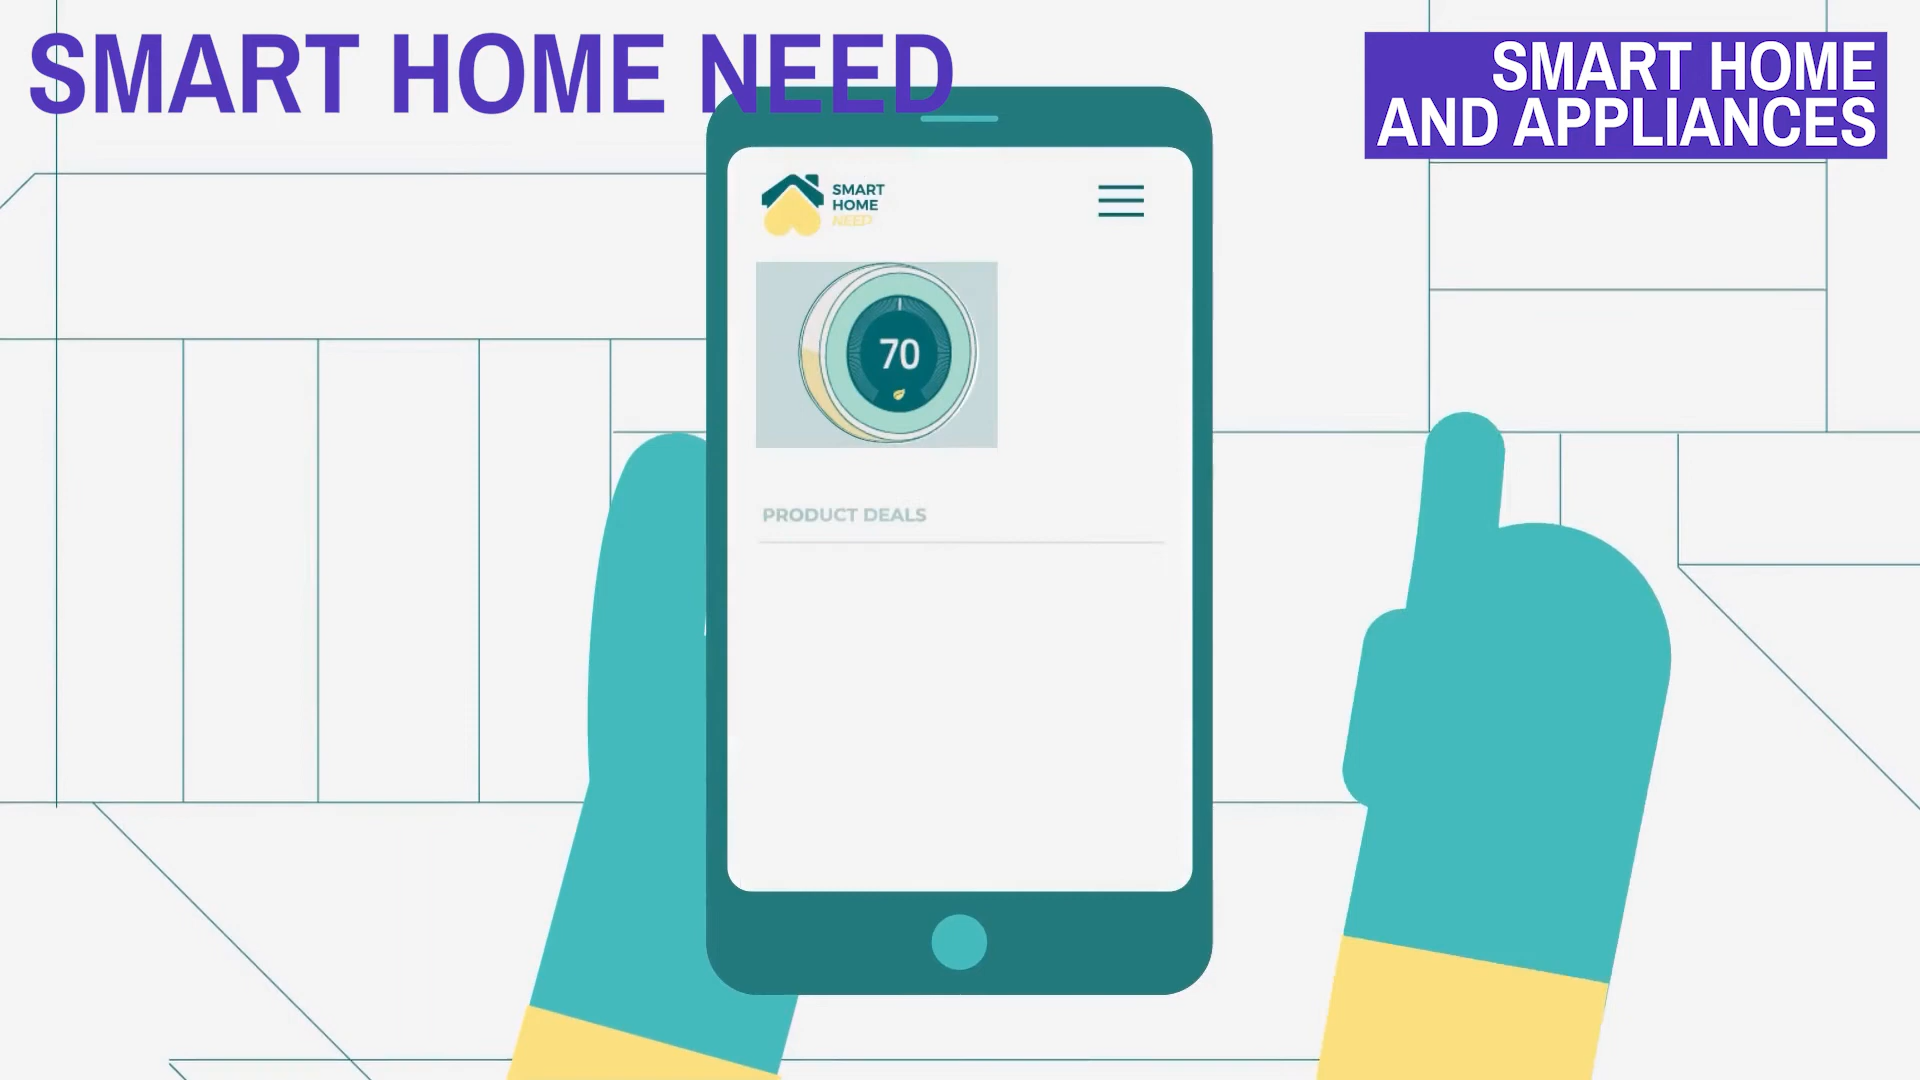 SMART HOME NEED
SMART HOME
AND APPLIANCES
SMART
HOME
NEED
70
PRODUCT DEALS